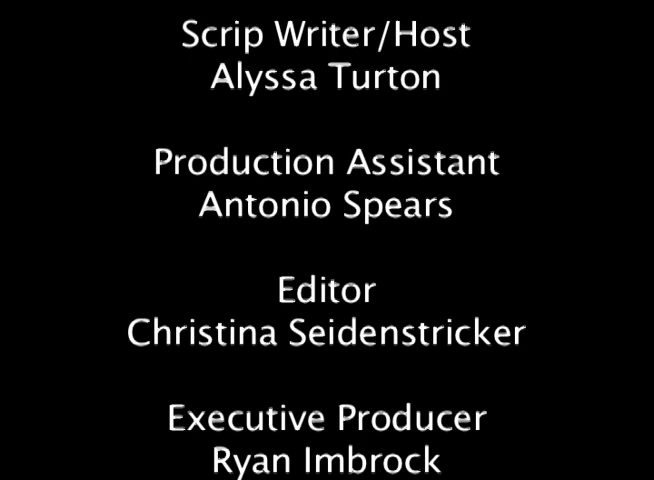 Scrip Writer/Host
Alyssa Turton
Production Assistant
Antonio Spears
Editor
Christina Seidenstricker
Executive Producer
Ryan Imbrock